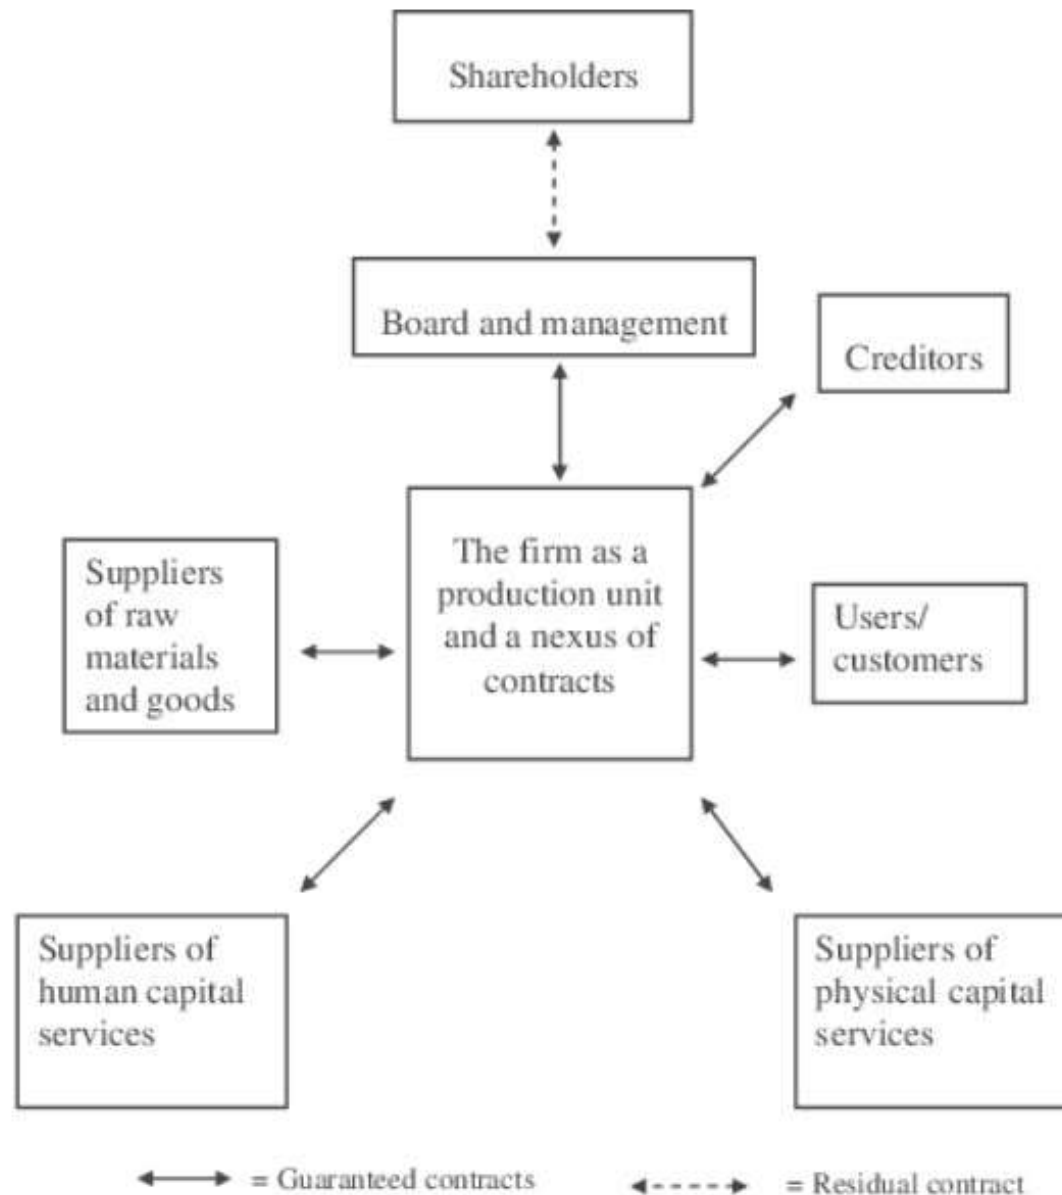 Shareholders
Board and management
Creditors
The firm as a
production unit
and a nexus of
contracts
Suppliers
of raw
materials
and goods
Users/
customers
Suppliers of
human capital
services
Suppliers of
physical capital
services
= Guaranteed contracts
= Residual contract